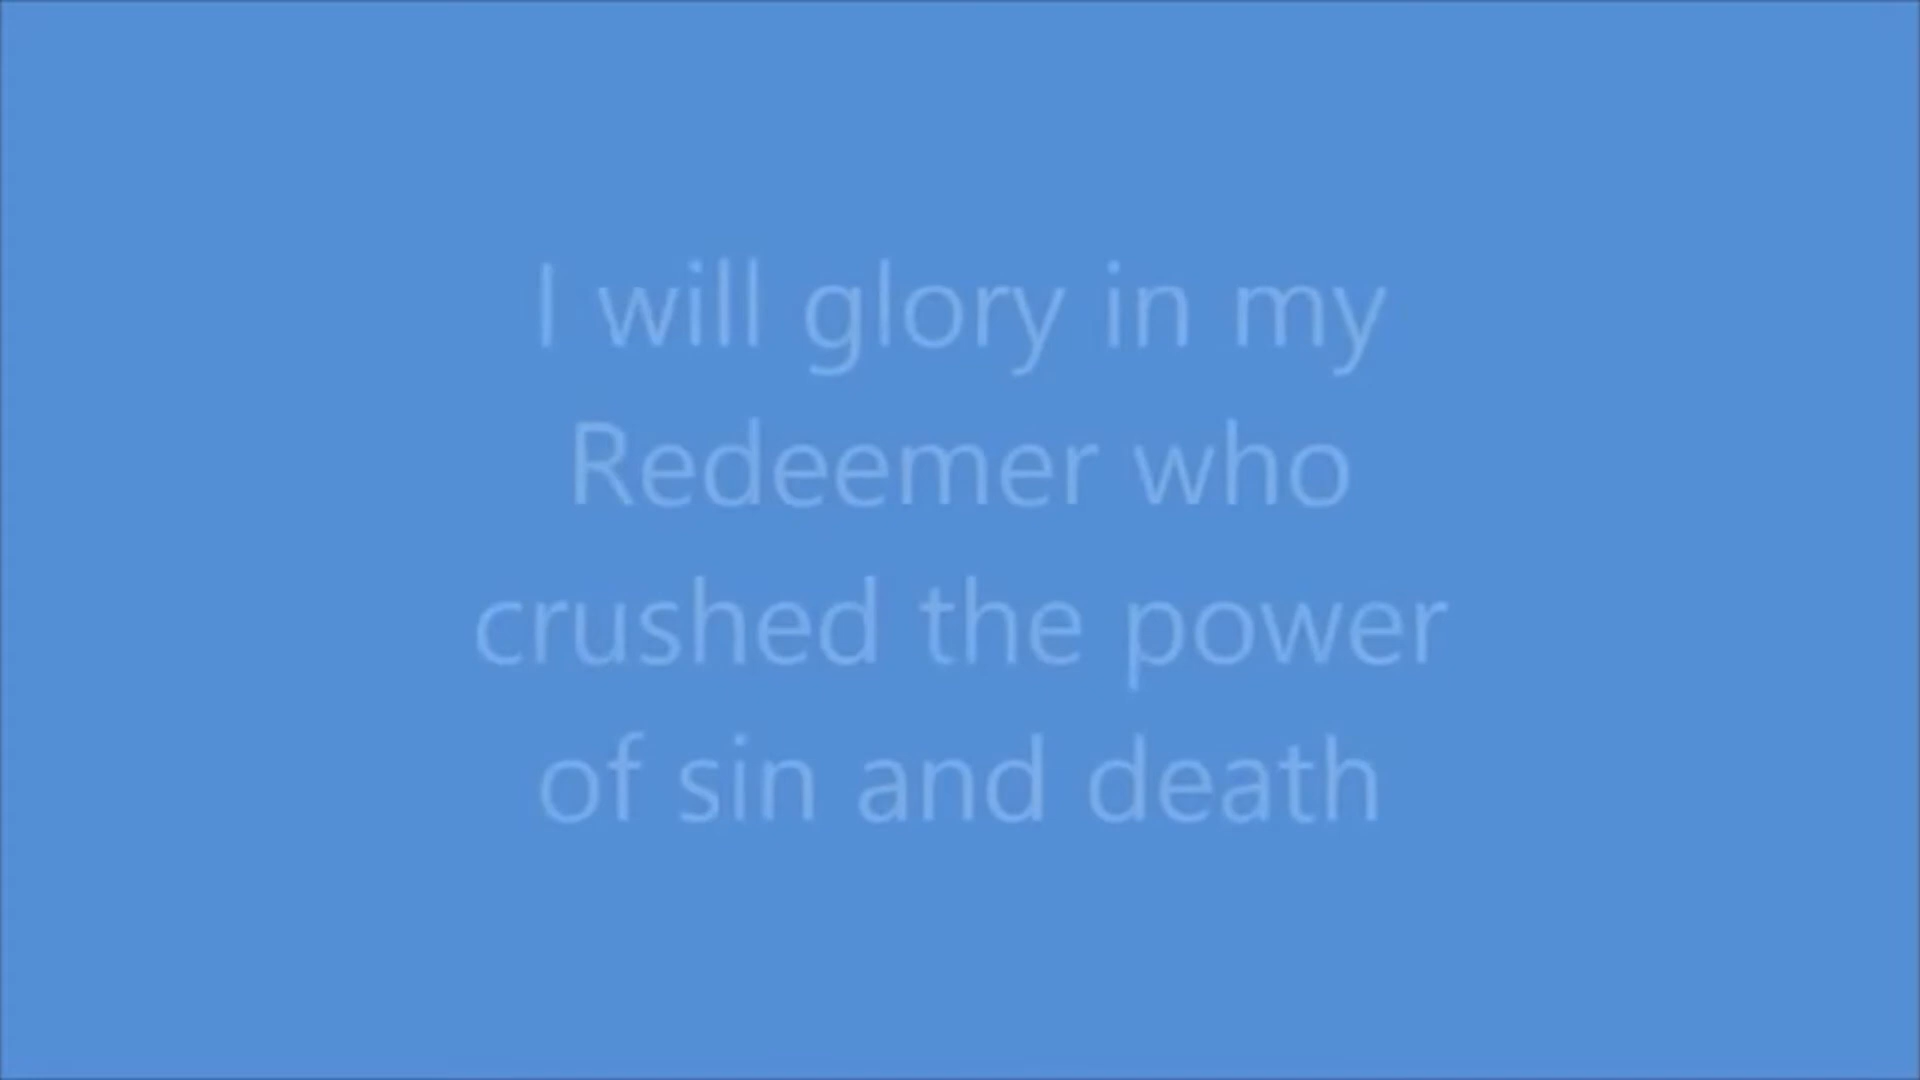 I will glory in my
Redeemer who
crushed the power
of sin and death